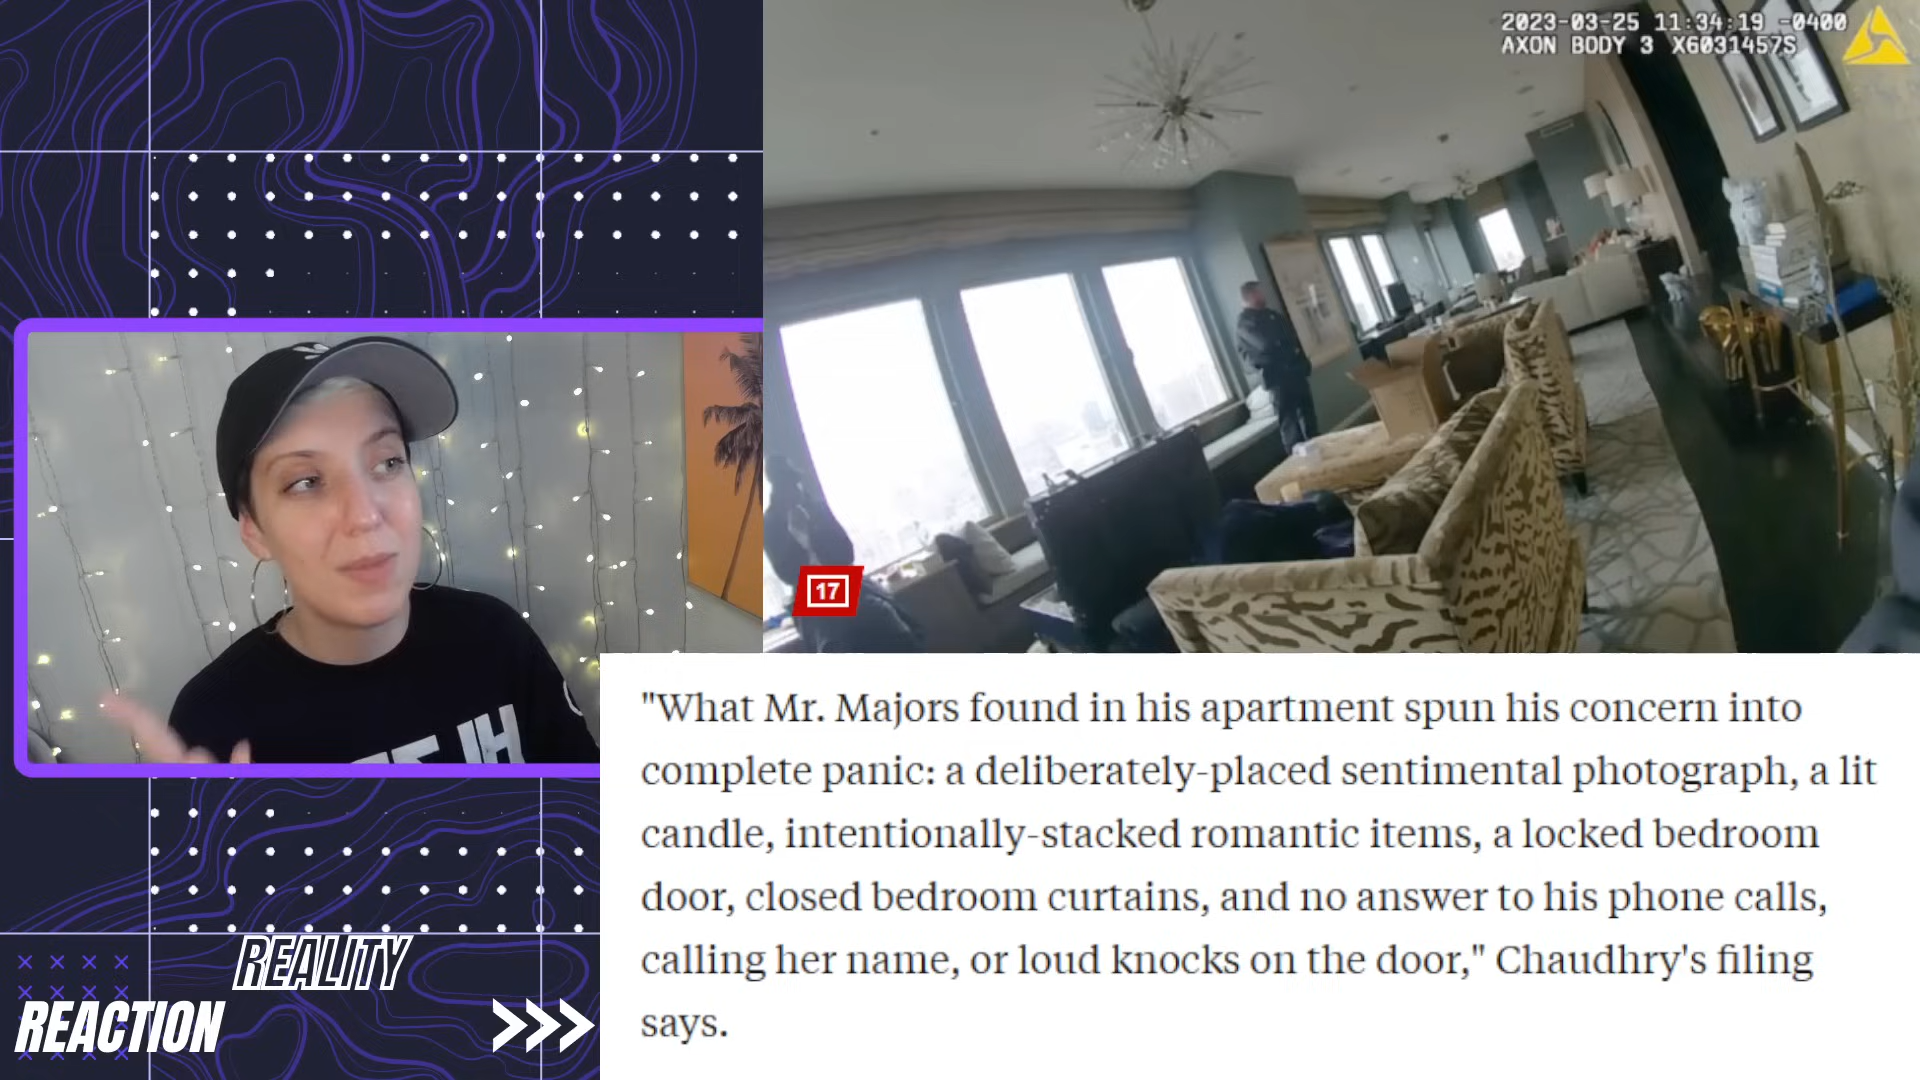 2023-03-25 11:34:19 -0400
AXON BODY 3 X6031457S
17
"What Mr. Majors found in his apartment spun his concern into
complete panic: a deliberately-placed sentimental photograph, a lit
candle, intentionally-stacked romantic items, a locked bedroom
door, closed bedroom curtains, and no answer to his phone calls,
calling her name, or loud knocks on the door," Chaudhry's filing
says.
REALITY
REACTION